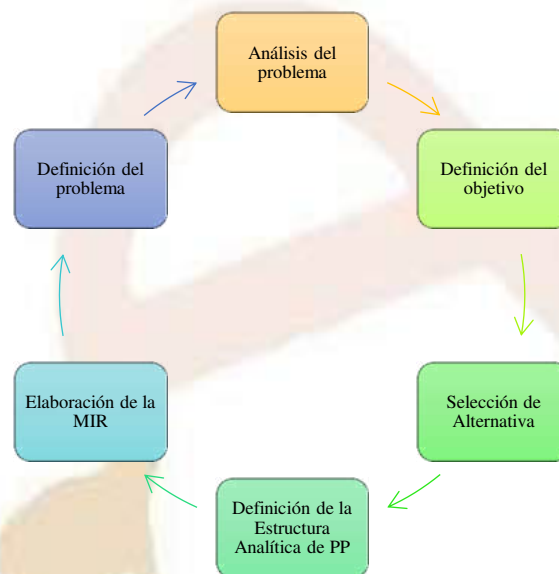 Análisis del
problema
Definición del
objetivo
Selección de
Alternativa
Definición de la
Estructura
Analítica de PP
Elaboración de la
MIR
Definición del
problema